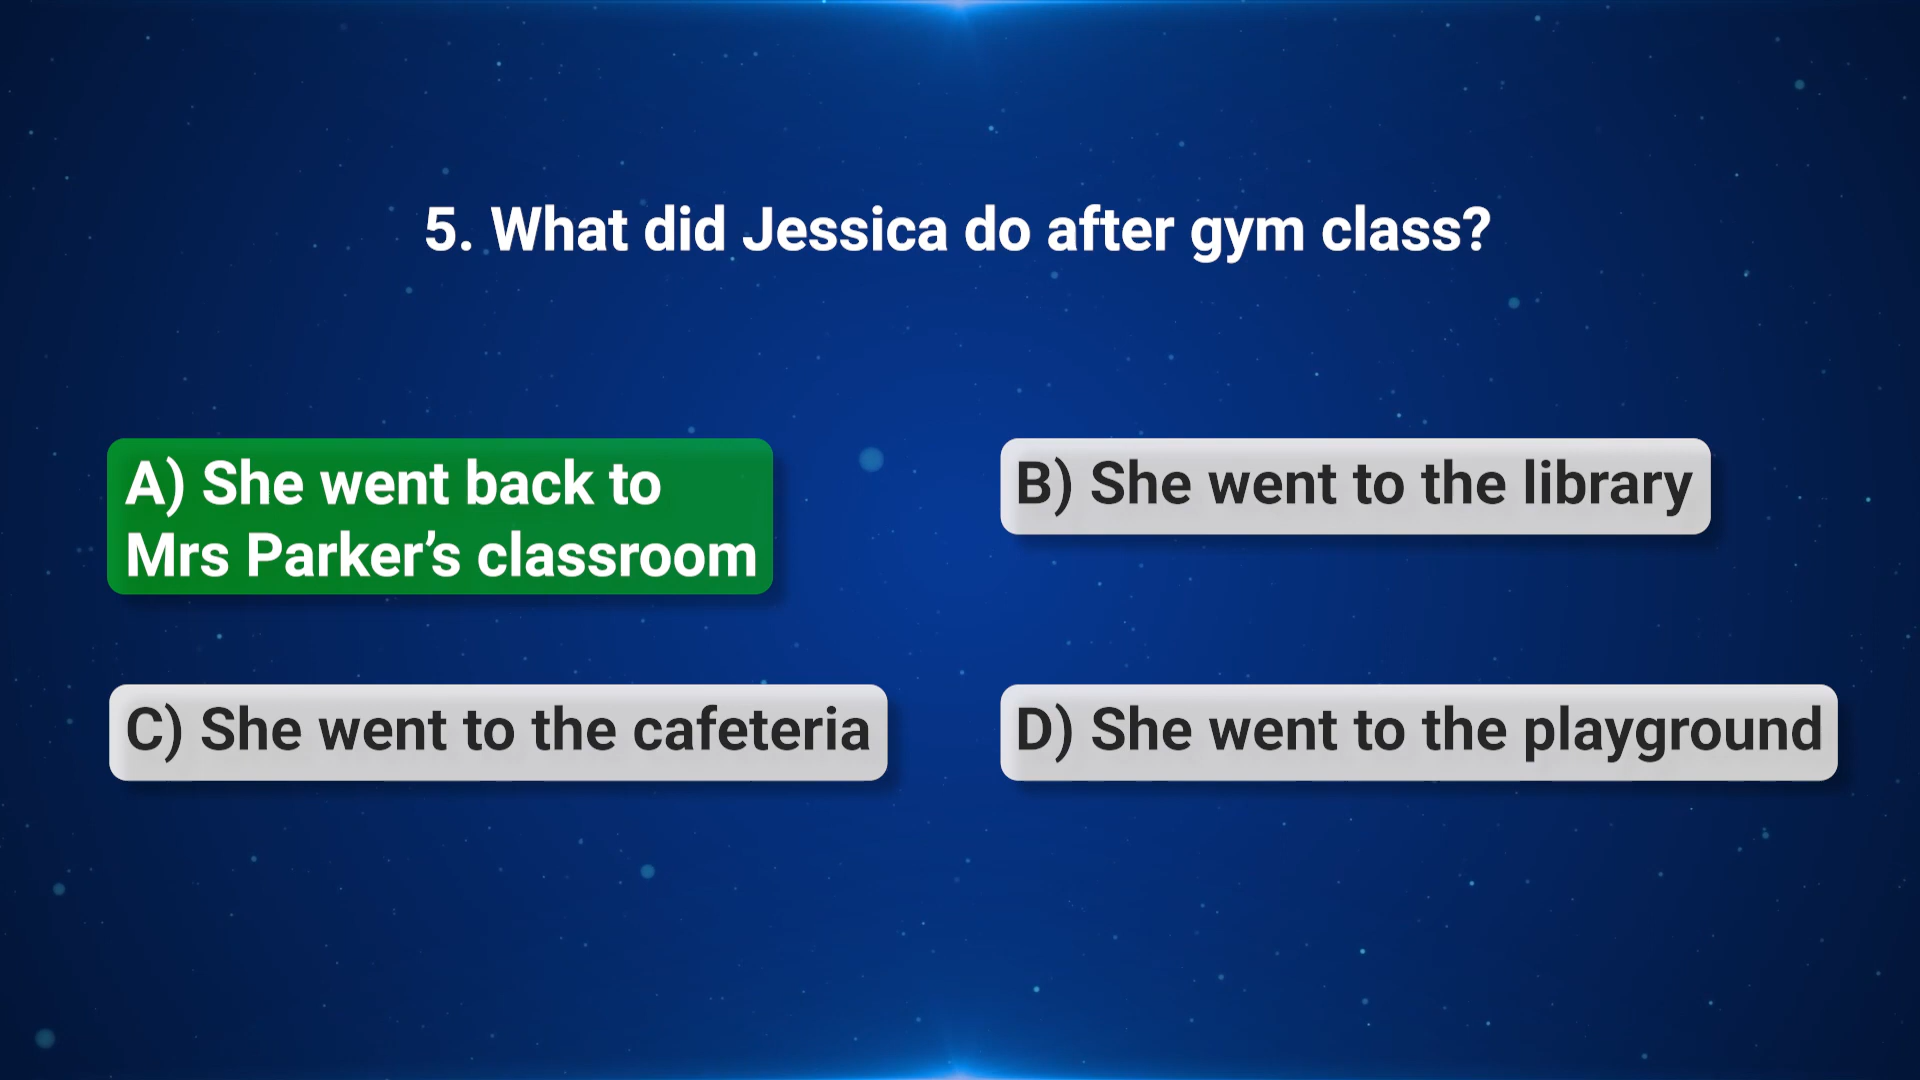 5. What did Jessica do after gym class?
A) She went back to
Mrs Parker’s classroom
B) She went to the library
C) She went to the cafeteria
D) She went to the playground